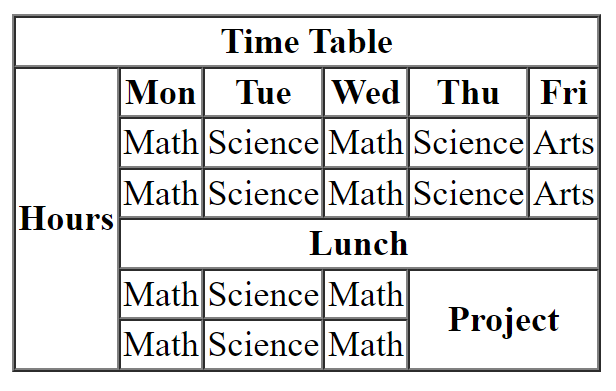 Time Table
Mon Tue Wed Thu Fri
Math Science Math Science Arts
Math Science Math Science Arts
Hours
Lunch
Math Science Math
Project
Math Science Math